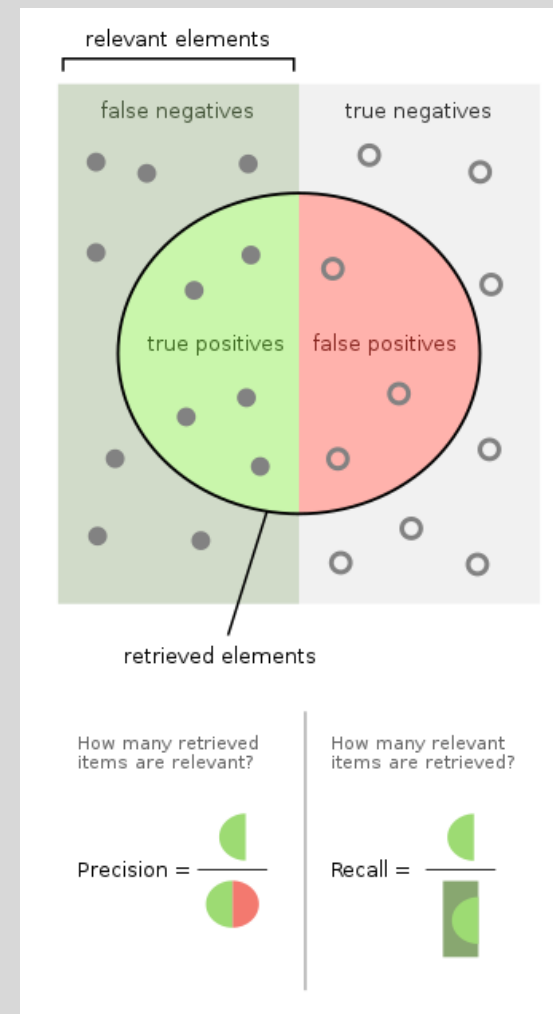 relevant elements
false negatives
true negatives
true positives
false positives
retrieved elements
How many retrieved
items are relevant?
Precision =
How many relevant
items are retrieved?
Recall =